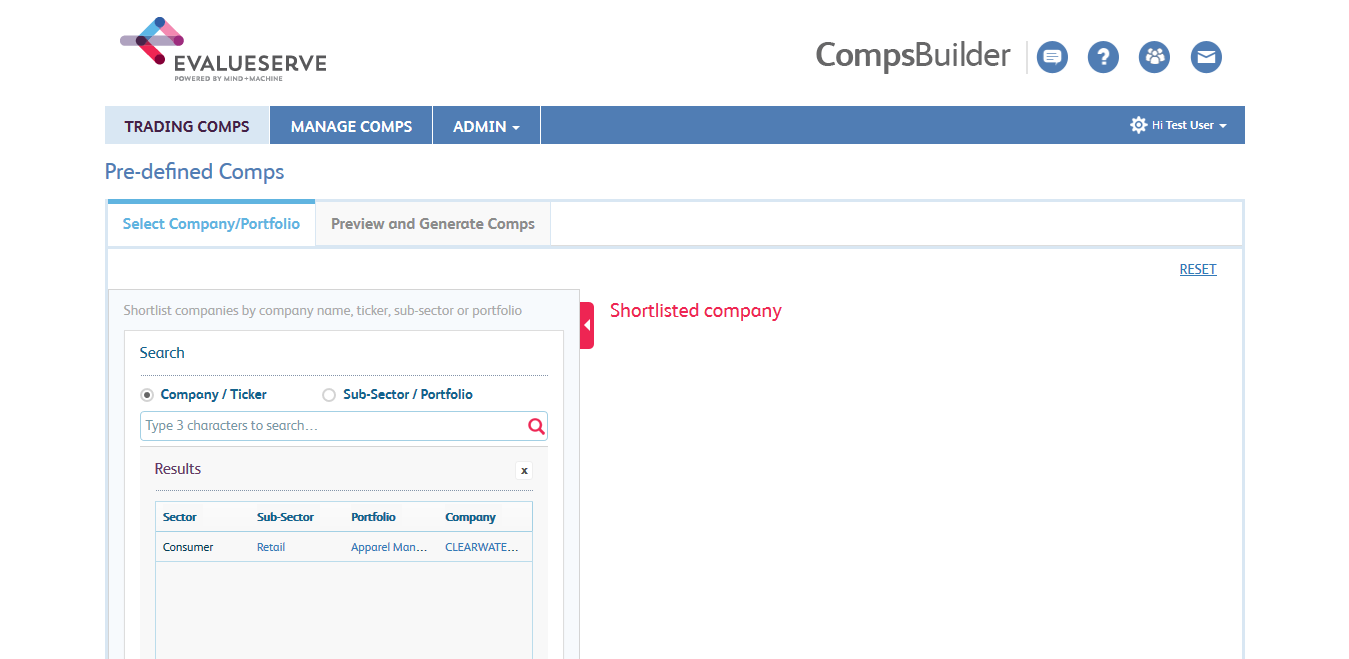 EVALUESERVE
POWERED BY MIND+MACHINE
CompsBuilder
?
TRADING COMPS
MANAGE COMPS
ADMIN
Hi Test User
Pre-defined Comps
Select Company/Portfolio
Preview and Generate Comps
RESET
Shortlist companies by company name, ticker, sub-sector or portfolio
Shortlisted company
Search
Company / Ticker
Sub-Sector / Portfolio
Type 3 characters to search...
Results
x
Sector Sub-Sector Portfolio Company
Consumer Retail Apparel Man... CLEARWATE...